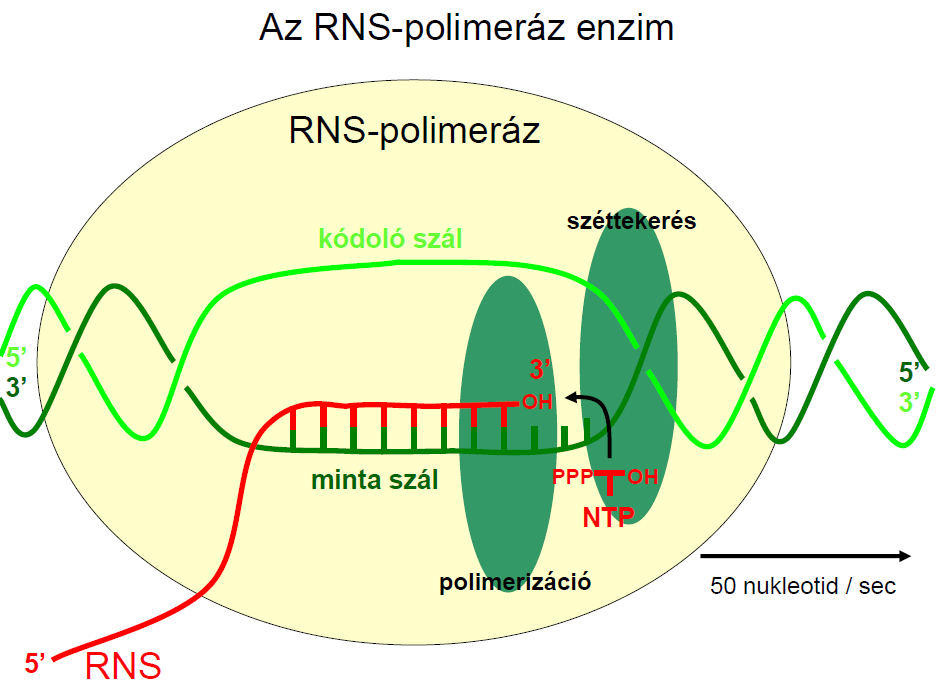 Az RNS-polimeráz enzim
RNS-polimeráz
széttekerés
kódoló szál
5’
3’
3’
OH
5’
3’
minta szál
PPP
OH
NTP
polimerizáció
50 nukleotid / sec
5’ RNS